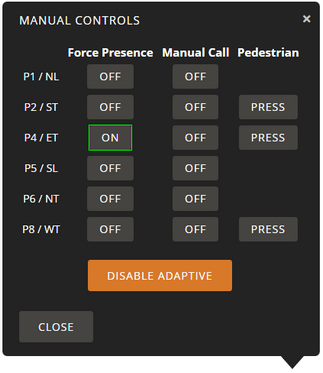 MANUAL CONTROLS ×
Force Presence Manual Call Pedestrian
P1 / NL OFF OFF
P2 / ST OFF OFF PRESS
P4 / ET ON OFF PRESS
P5 / SL OFF OFF
P6 / NT OFF OFF
P8 / WT OFF OFF PRESS
DISABLE ADAPTIVE
CLOSE